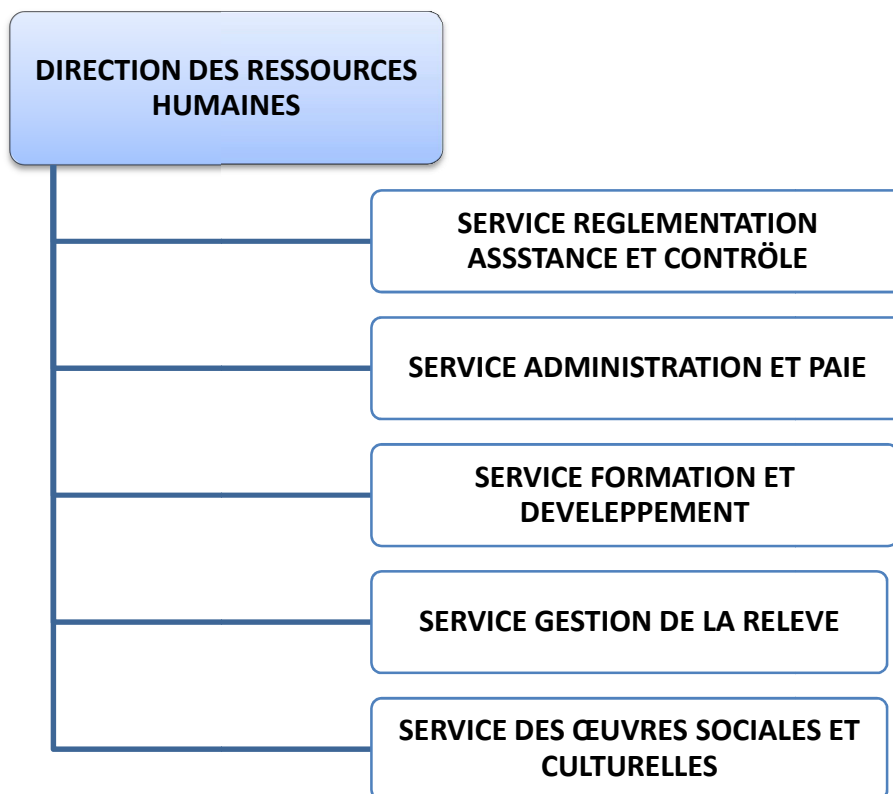 DIRECTION DES RESSOURCES
HUMAINES
SERVICE REGLEMENTATION
ASSSTANCE ET CONTRÖLE
SERVICE ADMINISTRATION ET PAIE
SERVICE FORMATION ET
DEVELEPPEMENT
SERVICE GESTION DE LA RELEVE
SERVICE DES ŒUVRES SOCIALES ET
CULTURELLES